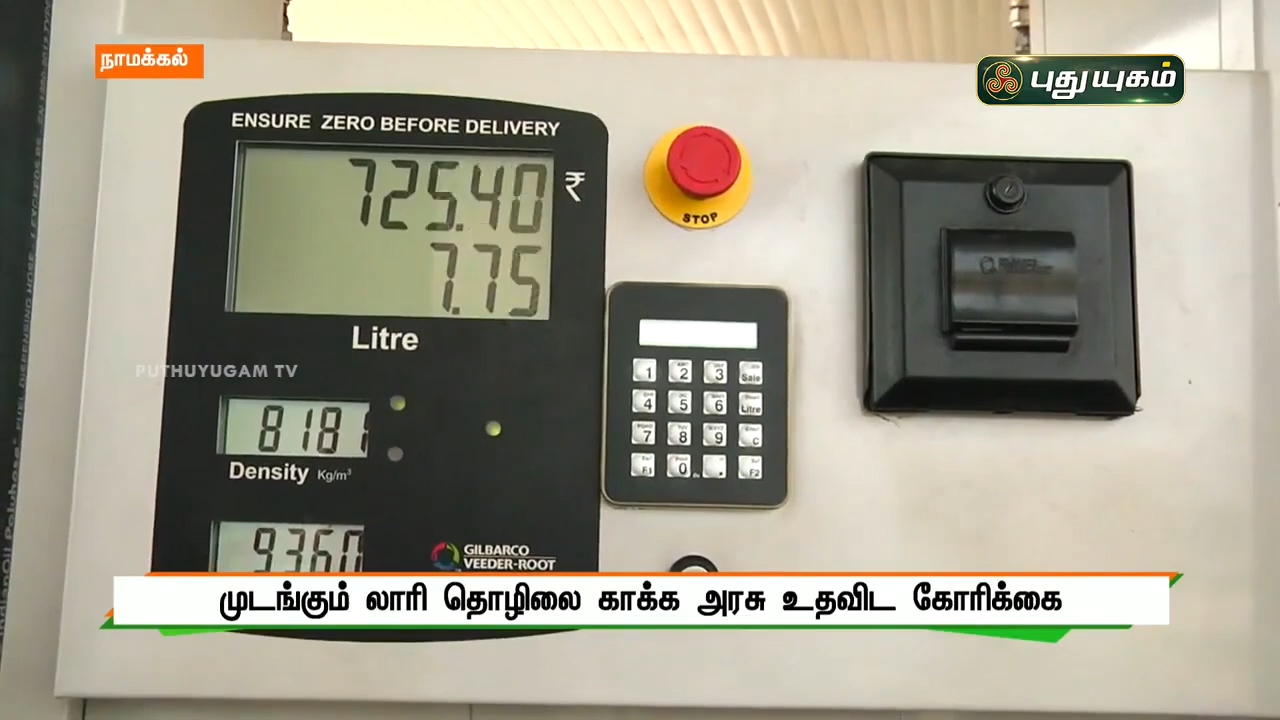 நாமக்கல்
புதுயுகம்
ENSURE ZERO BEFORE DELIVERY
725.40 ₹
7.75
Litre
STOP
PUTHUYUGAM TV
8181
Density Kg/m³
9360
GILBARCO
VEEDER-ROOT
1 2 3 Sale
4 5 6 Litre
7 8 9 C
F1 0 . F2
முடங்கும் லாரி தொழிலை காக்க அரசு உதவிட கோரிக்கை